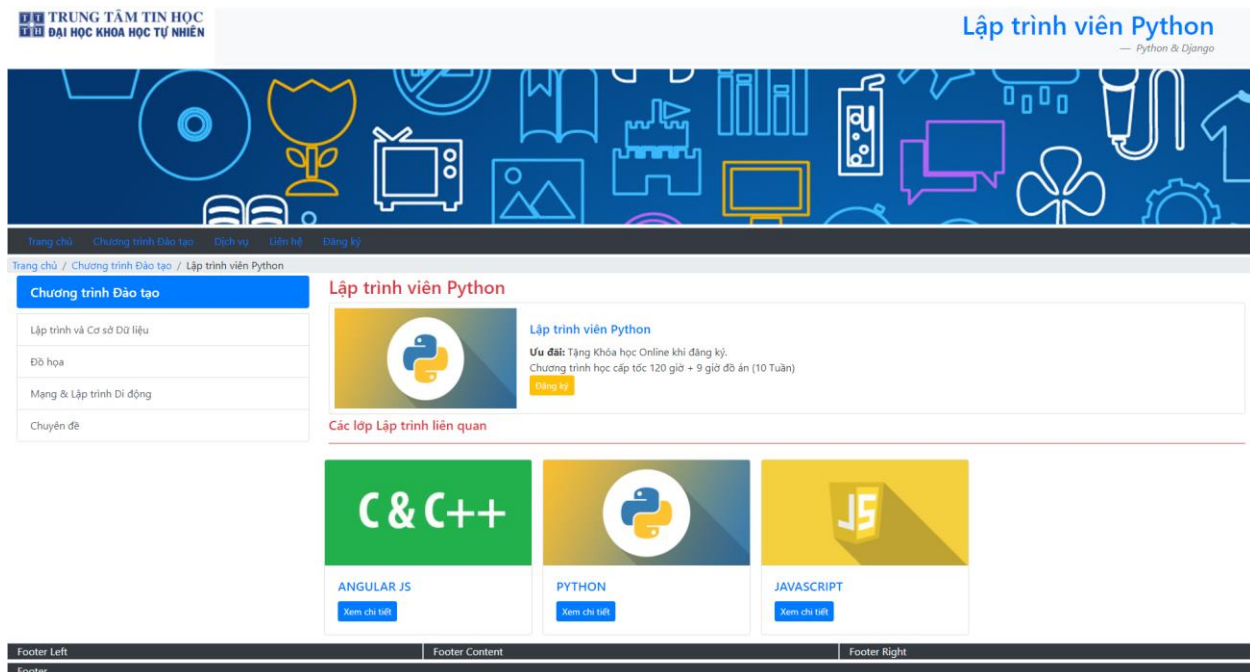 TT TRUNG TÂM TIN HỌC
TH ĐẠI HỌC KHOA HỌC TỰ NHIÊN
Lập trình viên Python
— Python & Django
Trang chủ Chương trình Đào tạo Dịch vụ Liên hệ Đăng ký
Trang chủ / Chương trình Đào tạo / Lập trình viên Python
Chương trình Đào tạo
Lập trình và Cơ sở Dữ liệu
Đồ họa
Mạng & Lập trình Di động
Chuyên đề
Lập trình viên Python
Lập trình viên Python
Ưu đãi: Tặng Khóa học Online khi đăng ký.
Chương trình học cấp tốc 120 giờ + 9 giờ đồ án (10 Tuần)
Đăng ký
Các lớp Lập trình liên quan
C & C++
ANGULAR JS
Xem chi tiết
PYTHON
Xem chi tiết
JS
JAVASCRIPT
Xem chi tiết
Footer Left Footer Content Footer Right
Footer